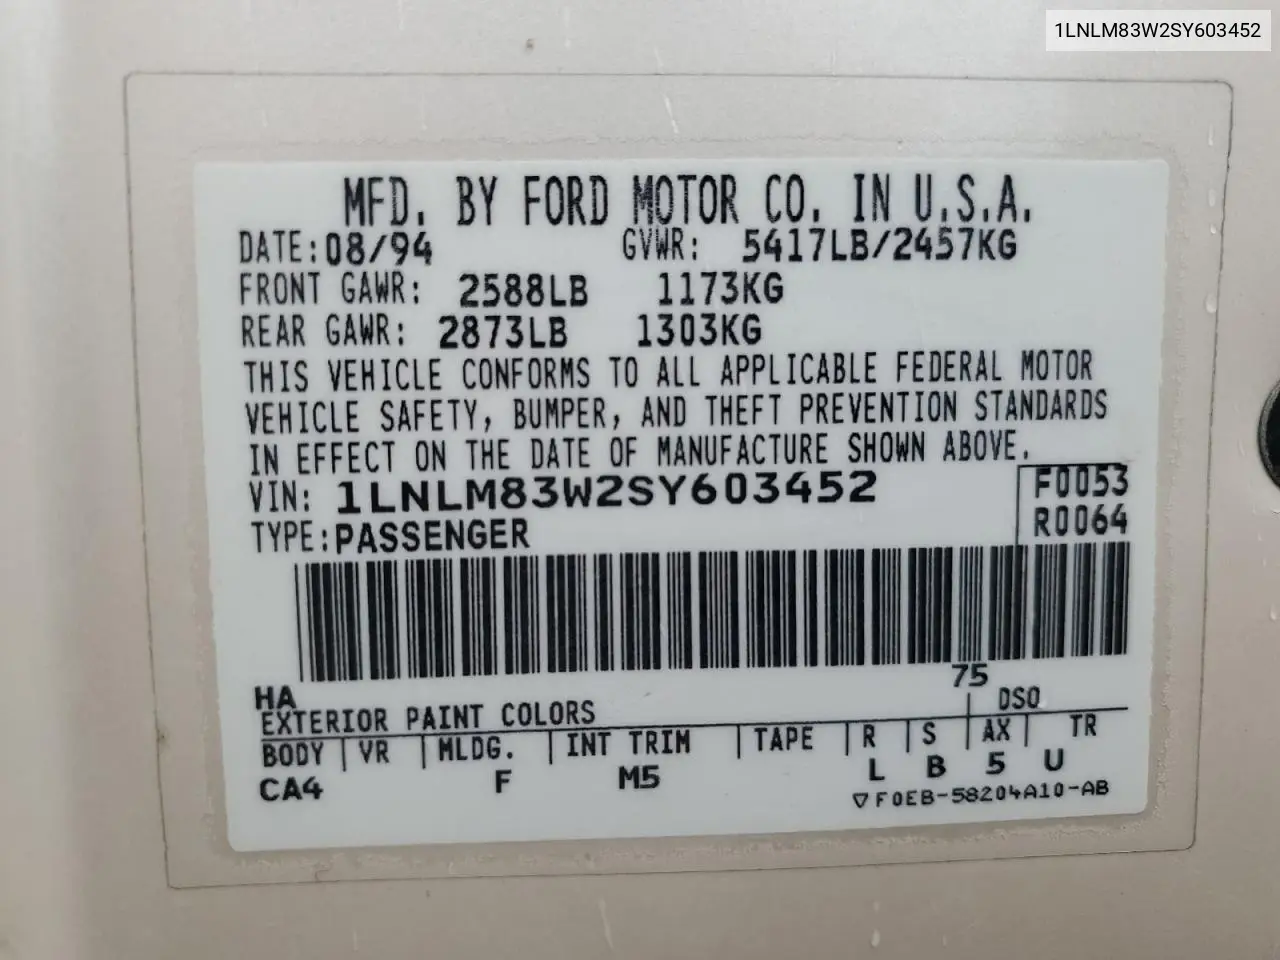 1LNLM83W2SY603452
MFD. BY FORD MOTOR CO. IN U.S.A.
DATE: 08/94 GVWR: 5417LB/2457KG
FRONT GAWR: 2588LB 1173KG
REAR GAWR: 2873LB 1303KG
THIS VEHICLE CONFORMS TO ALL APPLICABLE FEDERAL MOTOR
VEHICLE SAFETY, BUMPER, AND THEFT PREVENTION STANDARDS
IN EFFECT ON THE DATE OF MANUFACTURE SHOWN ABOVE.
VIN: 1LNLM83W2SY603452 F0053
TYPE: PASSENGER R0064
HA 75
EXTERIOR PAINT COLORS DSO
BODY VR MLDG. INT TRIM TAPE R S AX TR
CA4 F M5 L B 5 U
F0EB-58204A10-AB